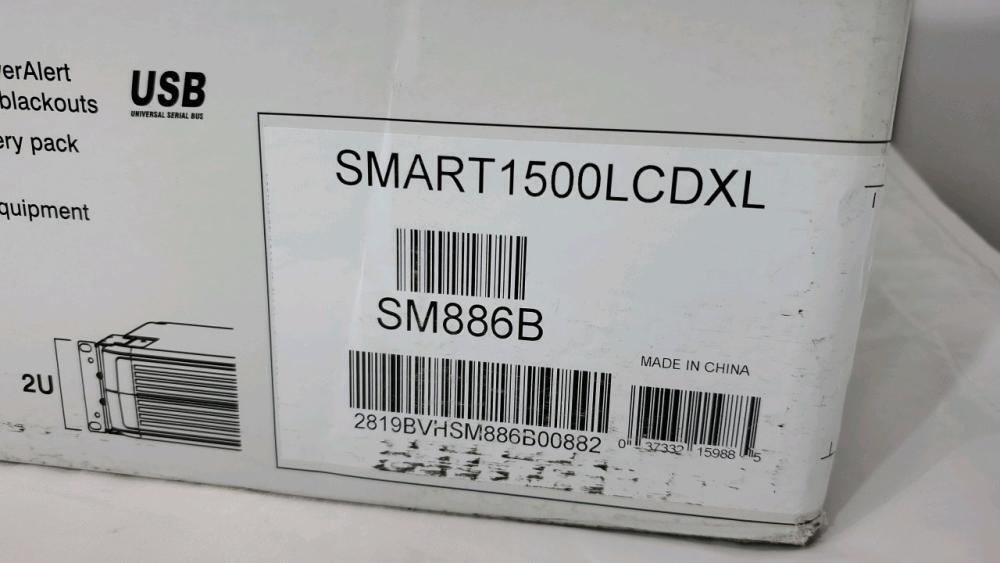 erAlert
blackouts
ery pack
quipment
USB
UNIVERSAL SERIAL BUS
2U
SMART1500LCDXL
SM886B
MADE IN CHINA
2819BVHSM886B00882
0 37332 15988 5